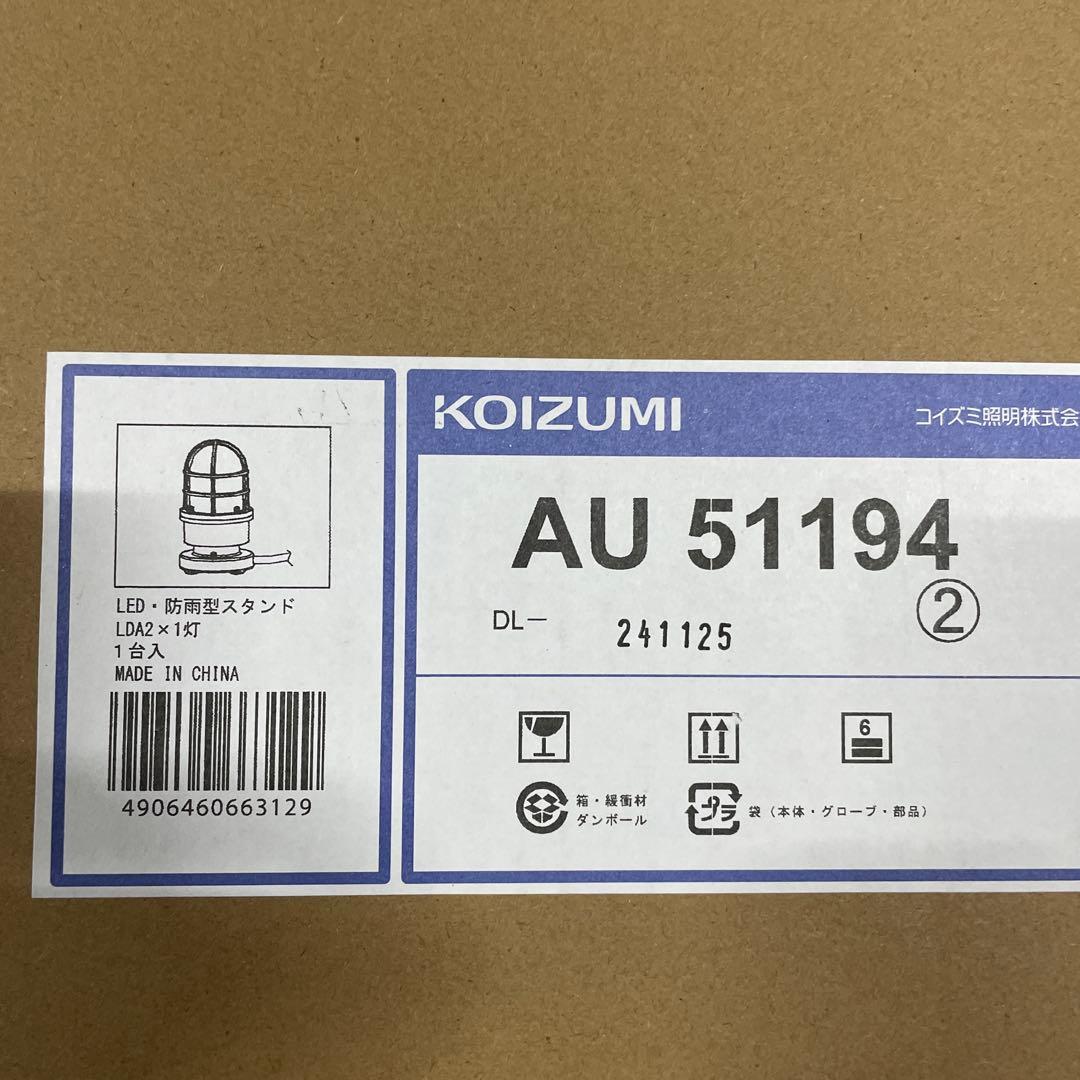 LED・防雨型スタンド
LDA2×1灯
1台入
MADE IN CHINA
4906460663129
KOIZUMI
コイズミ照明株式会
AU 51194
②
DL-
241125
6
箱・緩衝材
ダンボール
プラ
袋（本体・グローブ・部品）